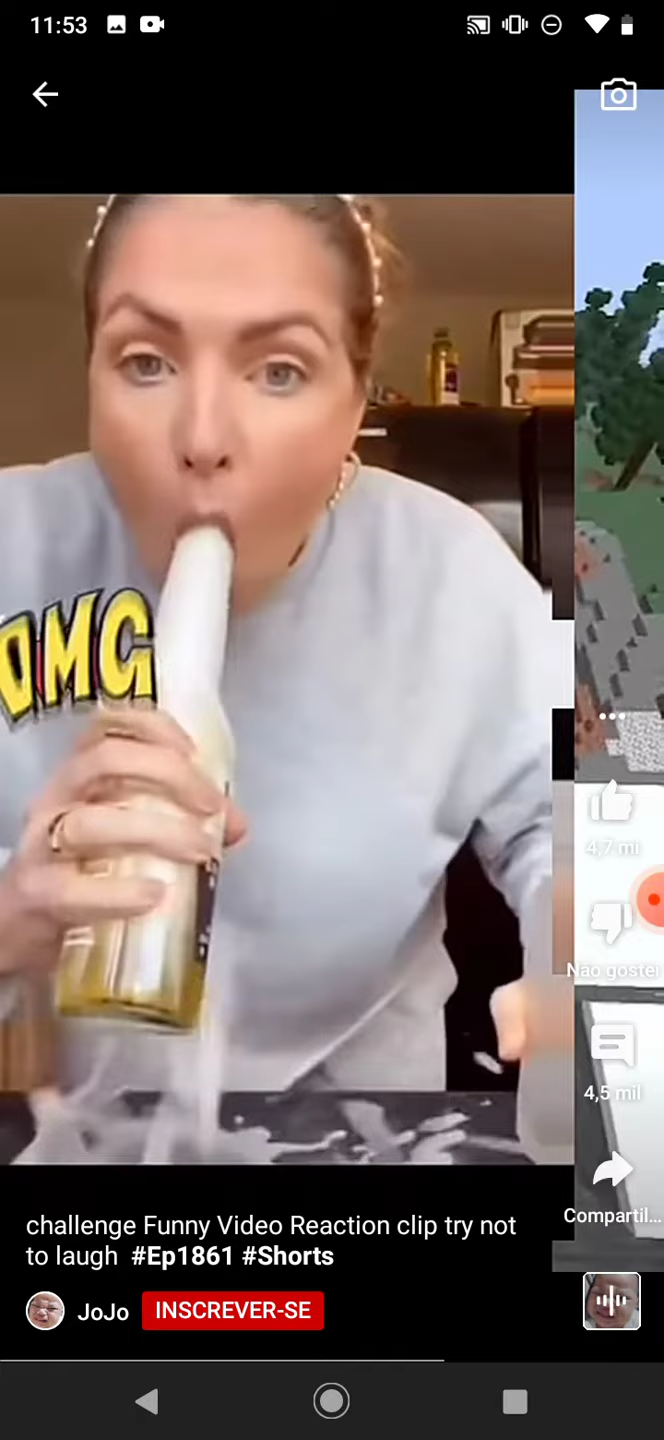 11:53
OMG
4,7 mi
Não gostei
4,5 mil
Compartil...
challenge Funny Video Reaction clip try not
to laugh #Ep1861 #Shorts
JoJo
INSCREVER-SE